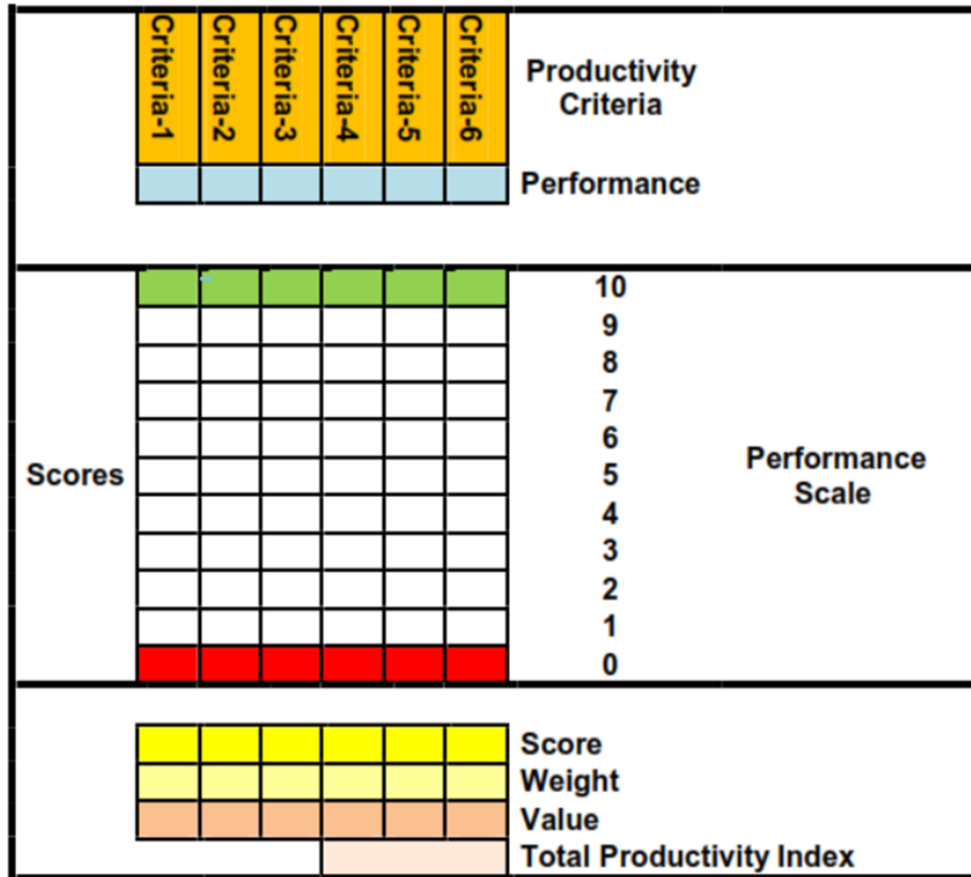 Criteria-1
Criteria-2
Criteria-3
Criteria-4
Criteria-5
Criteria-6
Productivity
Criteria
Performance
10
9
8
7
6
5
4
3
2
1
0
Scores
Performance
Scale
Score
Weight
Value
Total Productivity Index